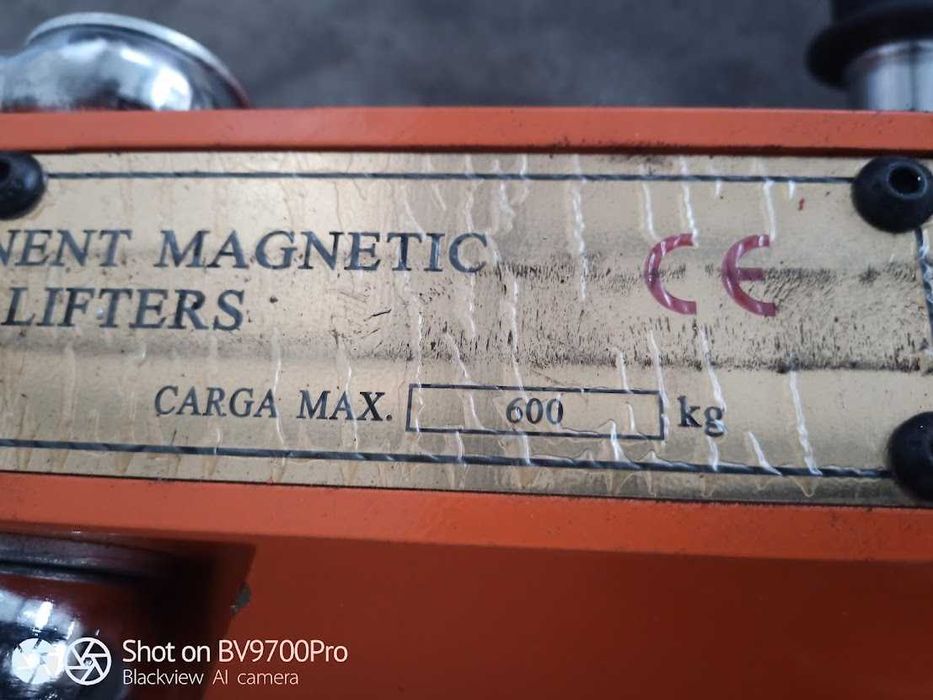 NENT MAGNETIC
LIFTERS
CE
CARGA MAX. 600 kg
Shot on BV9700Pro
Blackview AI camera